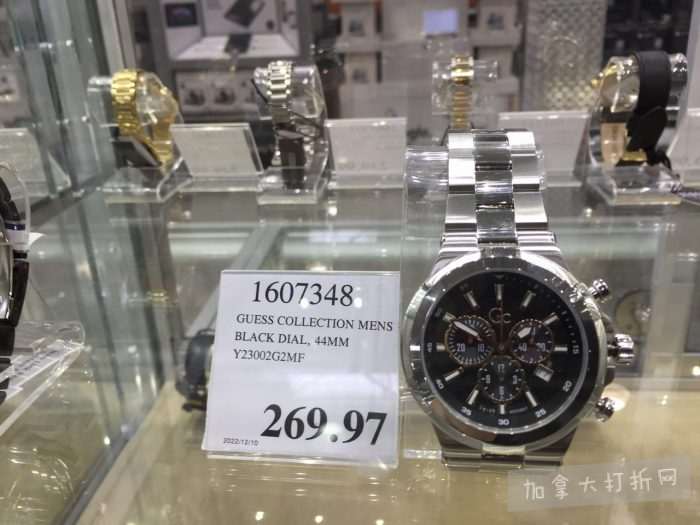 1607348
GUESS COLLECTION MENS
BLACK DIAL, 44MM
Y23002G2MF
269.97
2022/12/10
Gc
加拿大打折网